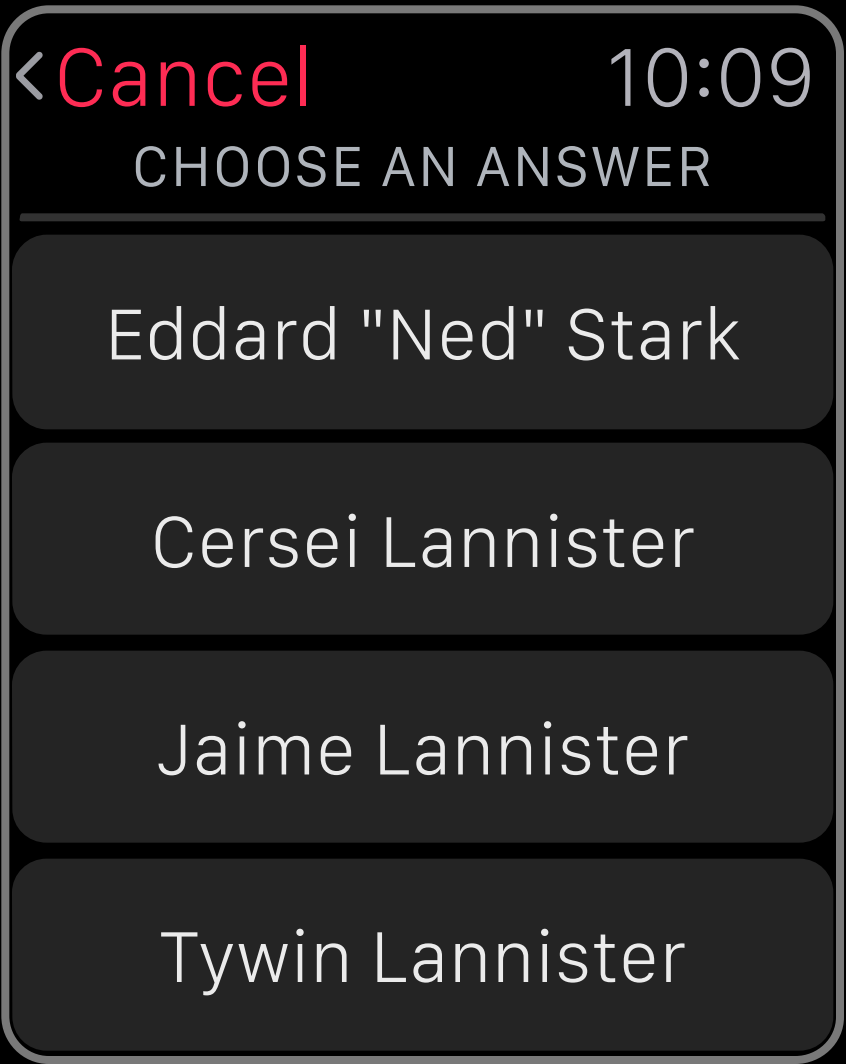 Cancel 10:09
CHOOSE AN ANSWER
Eddard "Ned" Stark
Cersei Lannister
Jaime Lannister
Tywin Lannister